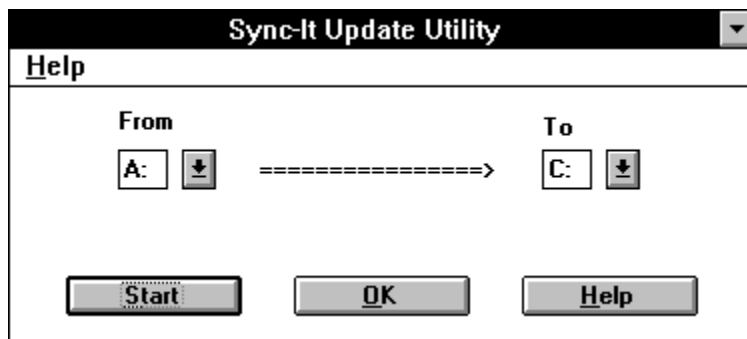 Sync-It Update Utility
Help
From To
A: ===============> C:
Start OK Help